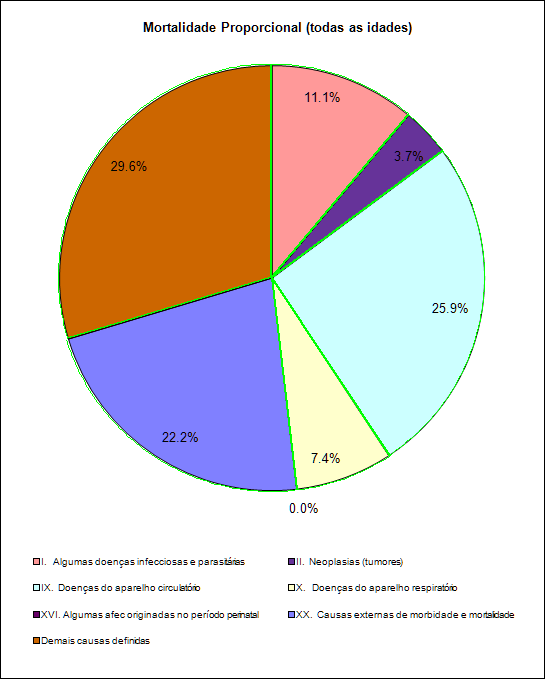 Mortalidade Proporcional (todas as idades)
11.1%
3.7%
29.6%
25.9%
22.2%
7.4%
0.0%
I. Algumas doenças infecciosas e parasitárias
II. Neoplasias (tumores)
IX. Doenças do aparelho circulatório
X. Doenças do aparelho respiratório
XVI. Algumas afec originadas no período perinatal
XX. Causas externas de morbidade e mortalidade
Demais causas definidas